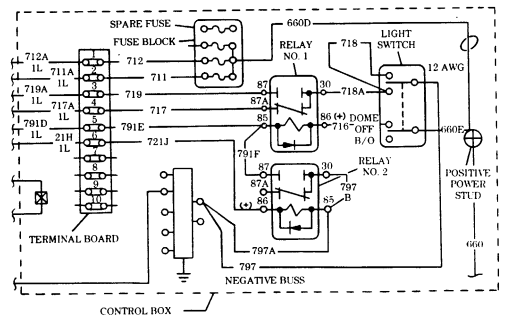 SPARE FUSE
660D
FUSE BLOCK
RELAY
NO. 1
718
LIGHT
SWITCH
712A
1L
1
712
12 AWG
711A
1L
2
711
719A
1L
3
719
87
30
718A
717A
1L
4
717
87A
791D
1L
5
791E
85
86 (+)
716
DOME
OFF
B/O
660E
21H
1L
6
721J
791F
7
8
9
10
87
30
RELAY
NO. 2
87A
797
(+)
86
85
B
POSITIVE
POWER
STUD
TERMINAL BOARD
797A
797
660
NEGATIVE BUSS
CONTROL BOX